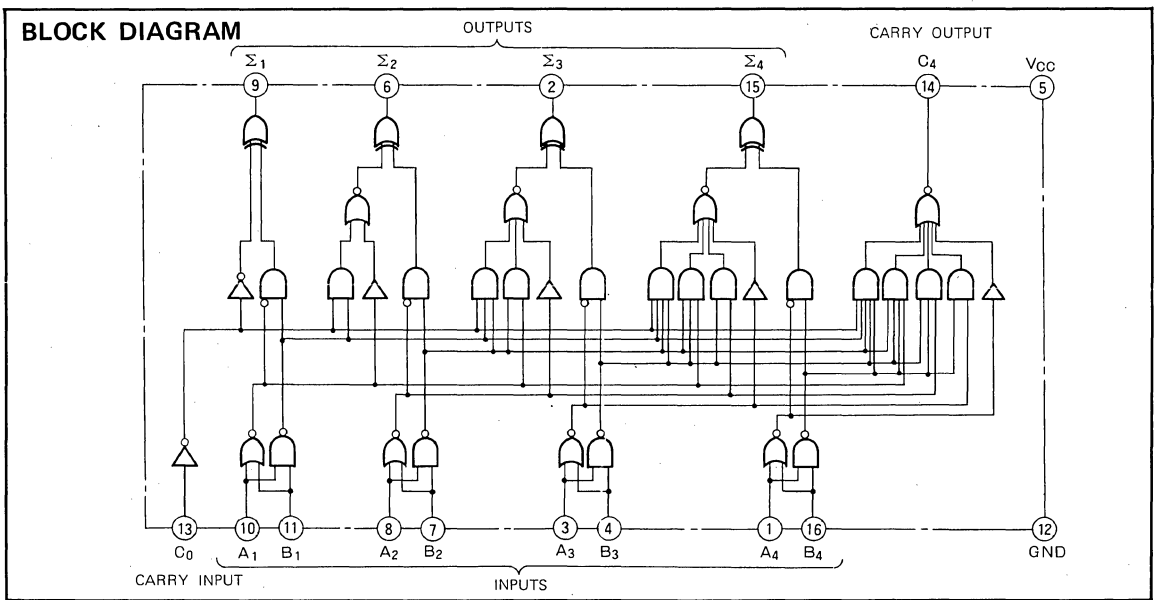 BLOCK DIAGRAM
OUTPUTS
CARRY OUTPUT
Σ1 Σ2 Σ3 Σ4 C4 VCC
9 6 2 15 14 5
13 10 11 8 7 3 4 1 16 12
C0 A1 B1 A2 B2 A3 B3 A4 B4 GND
CARRY INPUT
INPUTS